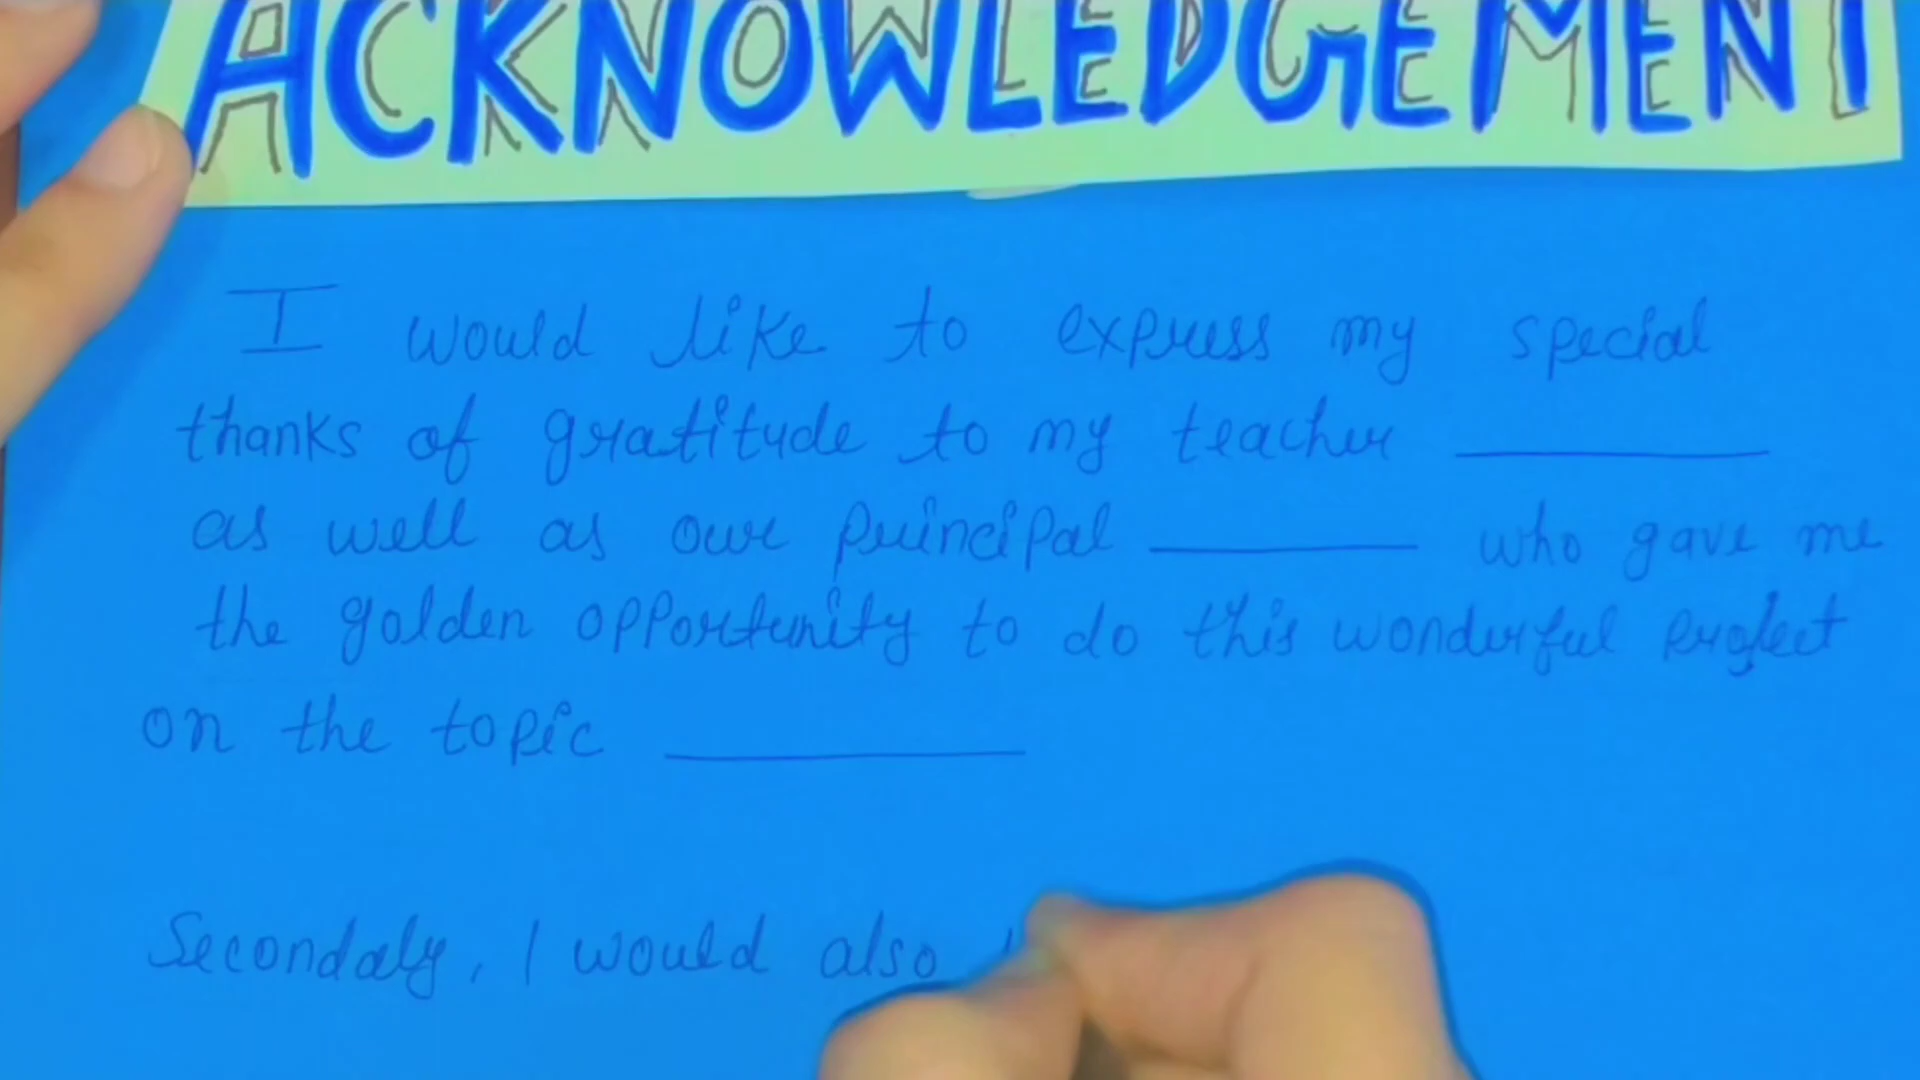 ACKNOWLEDGEMENT
I would like to express my special
thanks of gratitude to my teacher ________
as well as our principal ________ who gave me
the golden opportunity to do this wonderful project
on the topic ________
Secondaly, I would also